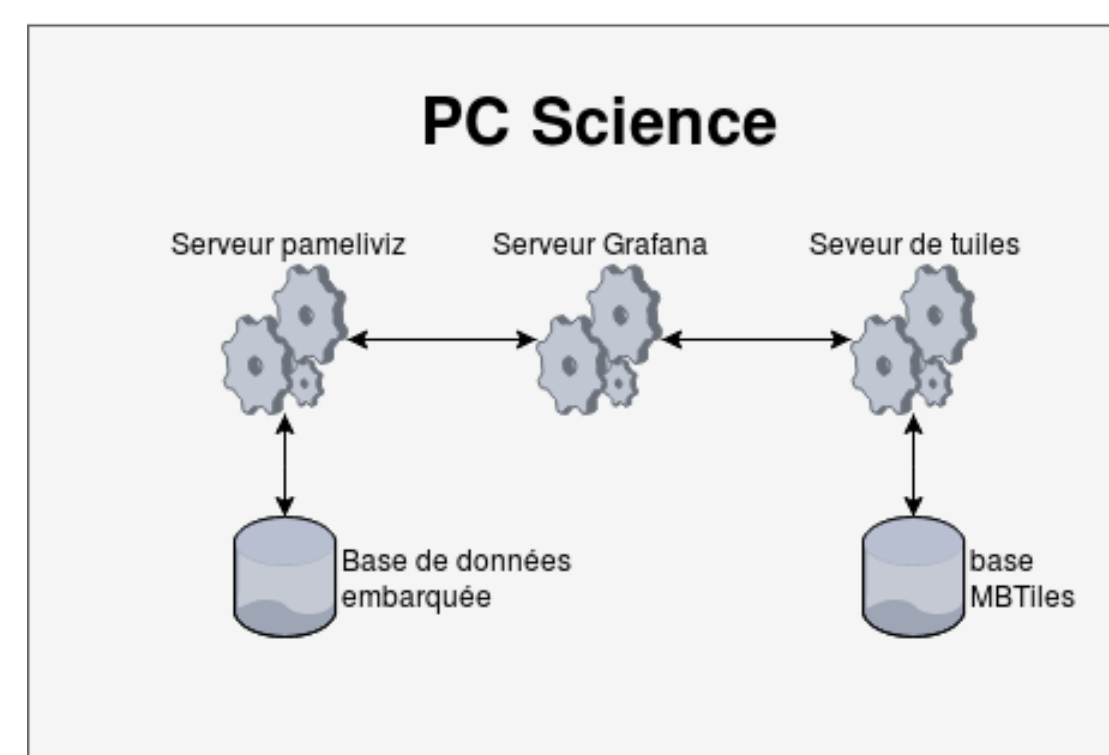 PC Science
Serveur pameliviz
Serveur Grafana
Seveur de tuiles
Base de données
embarquée
base
MBTiles